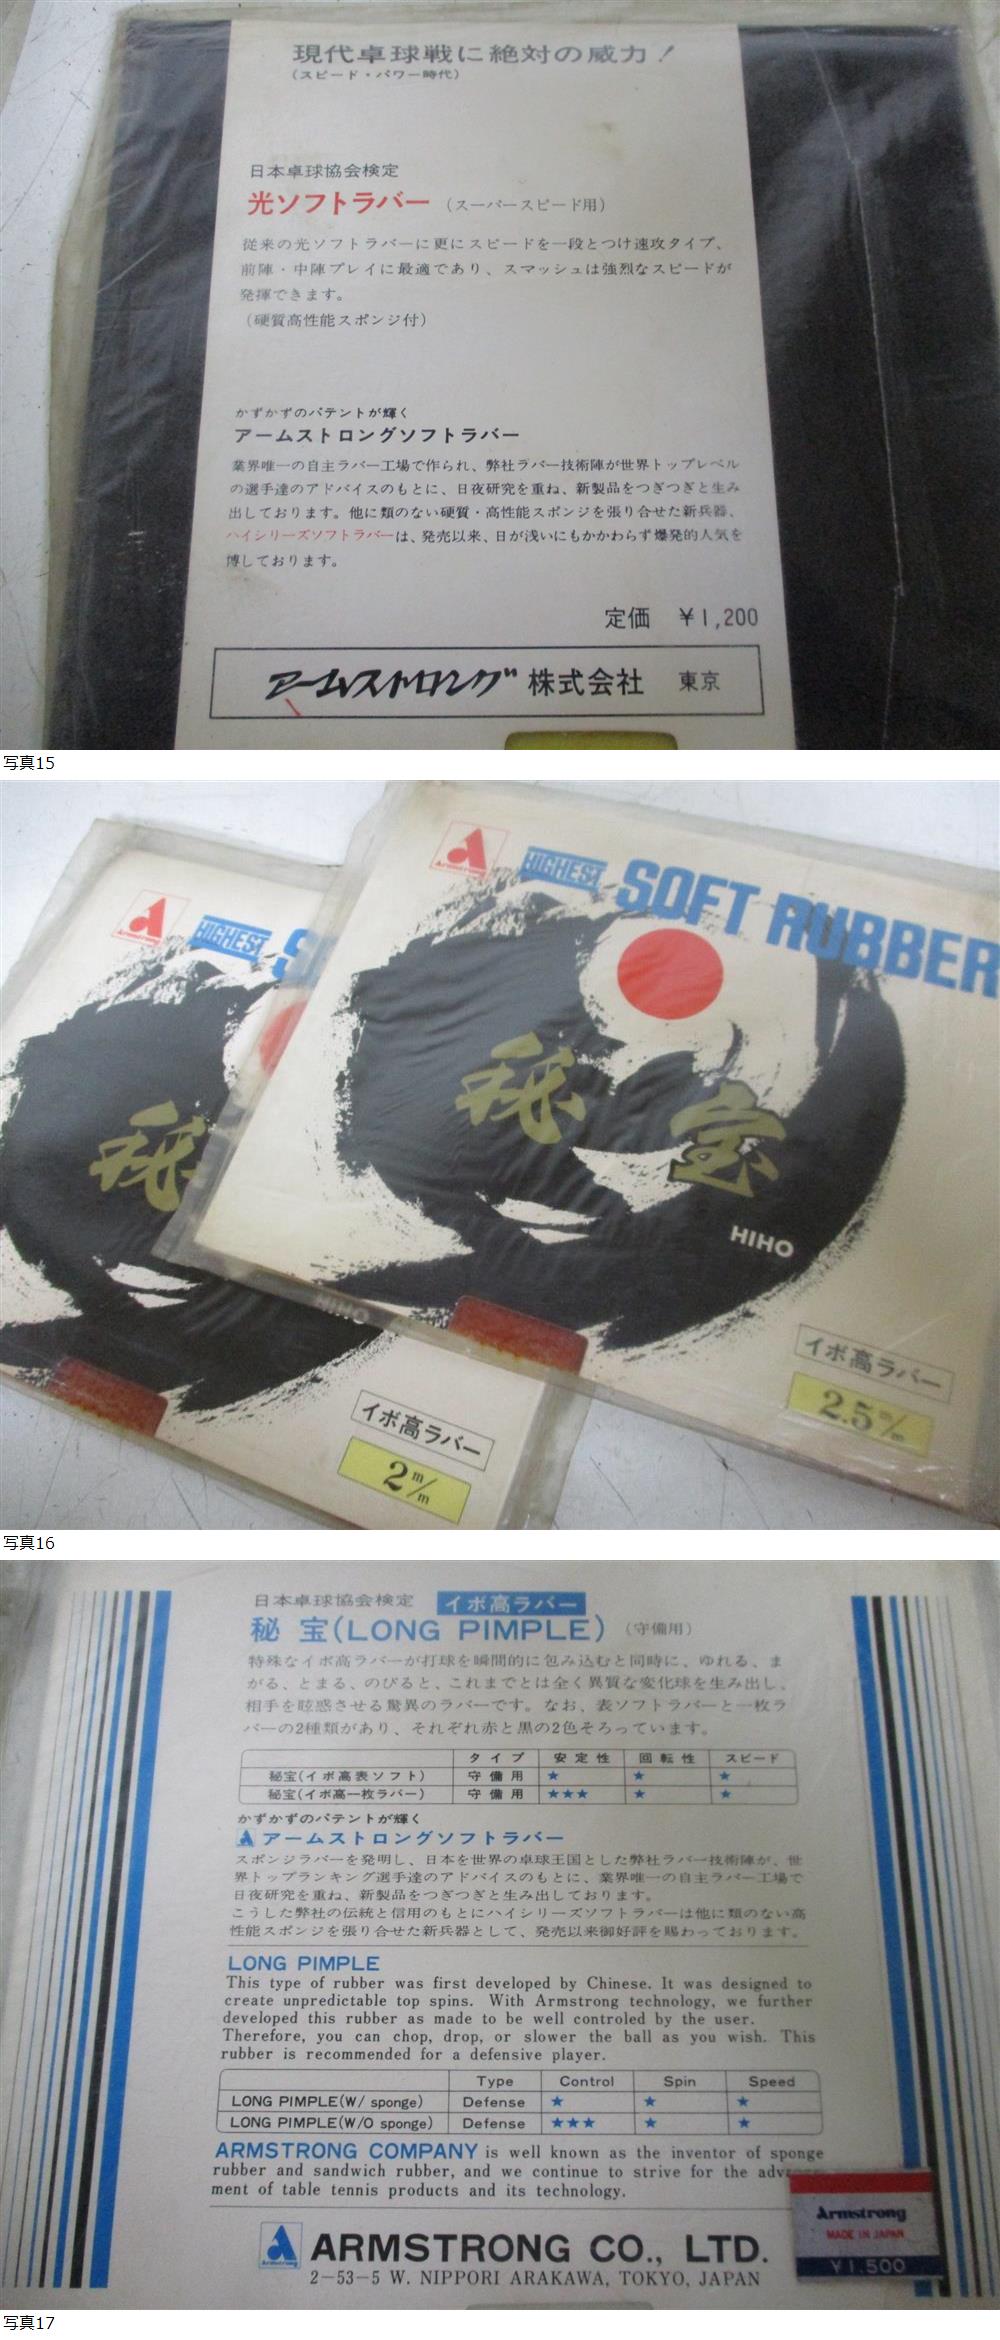 現代卓球戦に絶対の威力!
(スピード・パワー時代)
日本卓球協会検定
光ソフトラバー (スーパースピード用)
従来の光ソフトラバーに更にスピードを一段とつけ速攻タイプ、
前陣・中陣プレイに最適であり、スマッシュは強烈なスピードが
発揮できます。
(硬質高性能スポンジ付)
かずかずのパテントが輝く
アームストロングソフトラバー
業界唯一の自主ラバー工場で作られ、弊社ラバー技術陣が世界トップレベル
の選手達のアドバイスのもとに、日夜研究を重ね、新製品をつぎつぎと生み
出しております。他に類のない硬質・高性能スポンジを張り合せた新兵器、
ハイシリーズソフトラバーは、発売以来、日が浅いにもかかわらず爆発的人気を
博しております。
定価 ¥1,200
アームストロング 株式会社 東京
写真15
Armstrong
HIGHEST SOFT RUBBER
秘宝
HIHO
イボ高ラバー
2.5m/m
Armstrong
HIGHEST S
秘
HIHO
イボ高ラバー
2m/m
写真16
日本卓球協会検定 イボ高ラバー
秘宝(LONG PIMPLE) (守備用)
特殊なイボ高ラバーが打球を瞬間的に包み込むと同時に、ゆれる、ま
がる、とまる、のびると、これまでとは全く異質な変化球を生み出し、
相手を眩惑させる驚異のラバーです。なお、表ソフトラバーと一枚ラ
バーの2種類があり、それぞれ赤と黒の2色そろっています。
タイプ 安定性 回転性 スピード
秘宝(イボ高表ソフト) 守備用 ★ ★ ★
秘宝(イボ高一枚ラバー) 守備用 ★★★ ★ ★
かずかずのパテントが輝く
アームストロングソフトラバー
スポンジラバーを発明し、日本を世界の卓球王国とした弊社ラバー技術陣が、世
界トップランキング選手達のアドバイスのもとに、業界唯一の自主ラバー工場で
日夜研究を重ね、新製品をつぎつぎと生み出しております。
こうした弊社の伝統と信用のもとにハイシリーズソフトラバーは他に類のない高
性能スポンジを張り合せた新兵器として、発売以来御好評を賜わっております。
LONG PIMPLE
This type of rubber was first developed by Chinese. It was designed to
create unpredictable top spins. With Armstrong technology, we further
developed this rubber as made to be well controled by the user.
Therefore, you can chop, drop, or slower the ball as you wish. This
rubber is recommended for a defensive player.
Type Control Spin Speed
LONG PIMPLE(W/ sponge) Defense ★ ★ ★
LONG PIMPLE(W/O sponge) Defense ★★★ ★ ★
ARMSTRONG COMPANY is well known as the inventor of sponge
rubber and sandwich rubber, and we continue to strive for the
ment of table tennis products and its technology.
ARMSTRONG CO., LTD.
2-53-5 W. NIPPORI ARAKAWA, TOKYO, JAPAN
Armstrong
MADE IN JAPAN
¥1.500
写真17